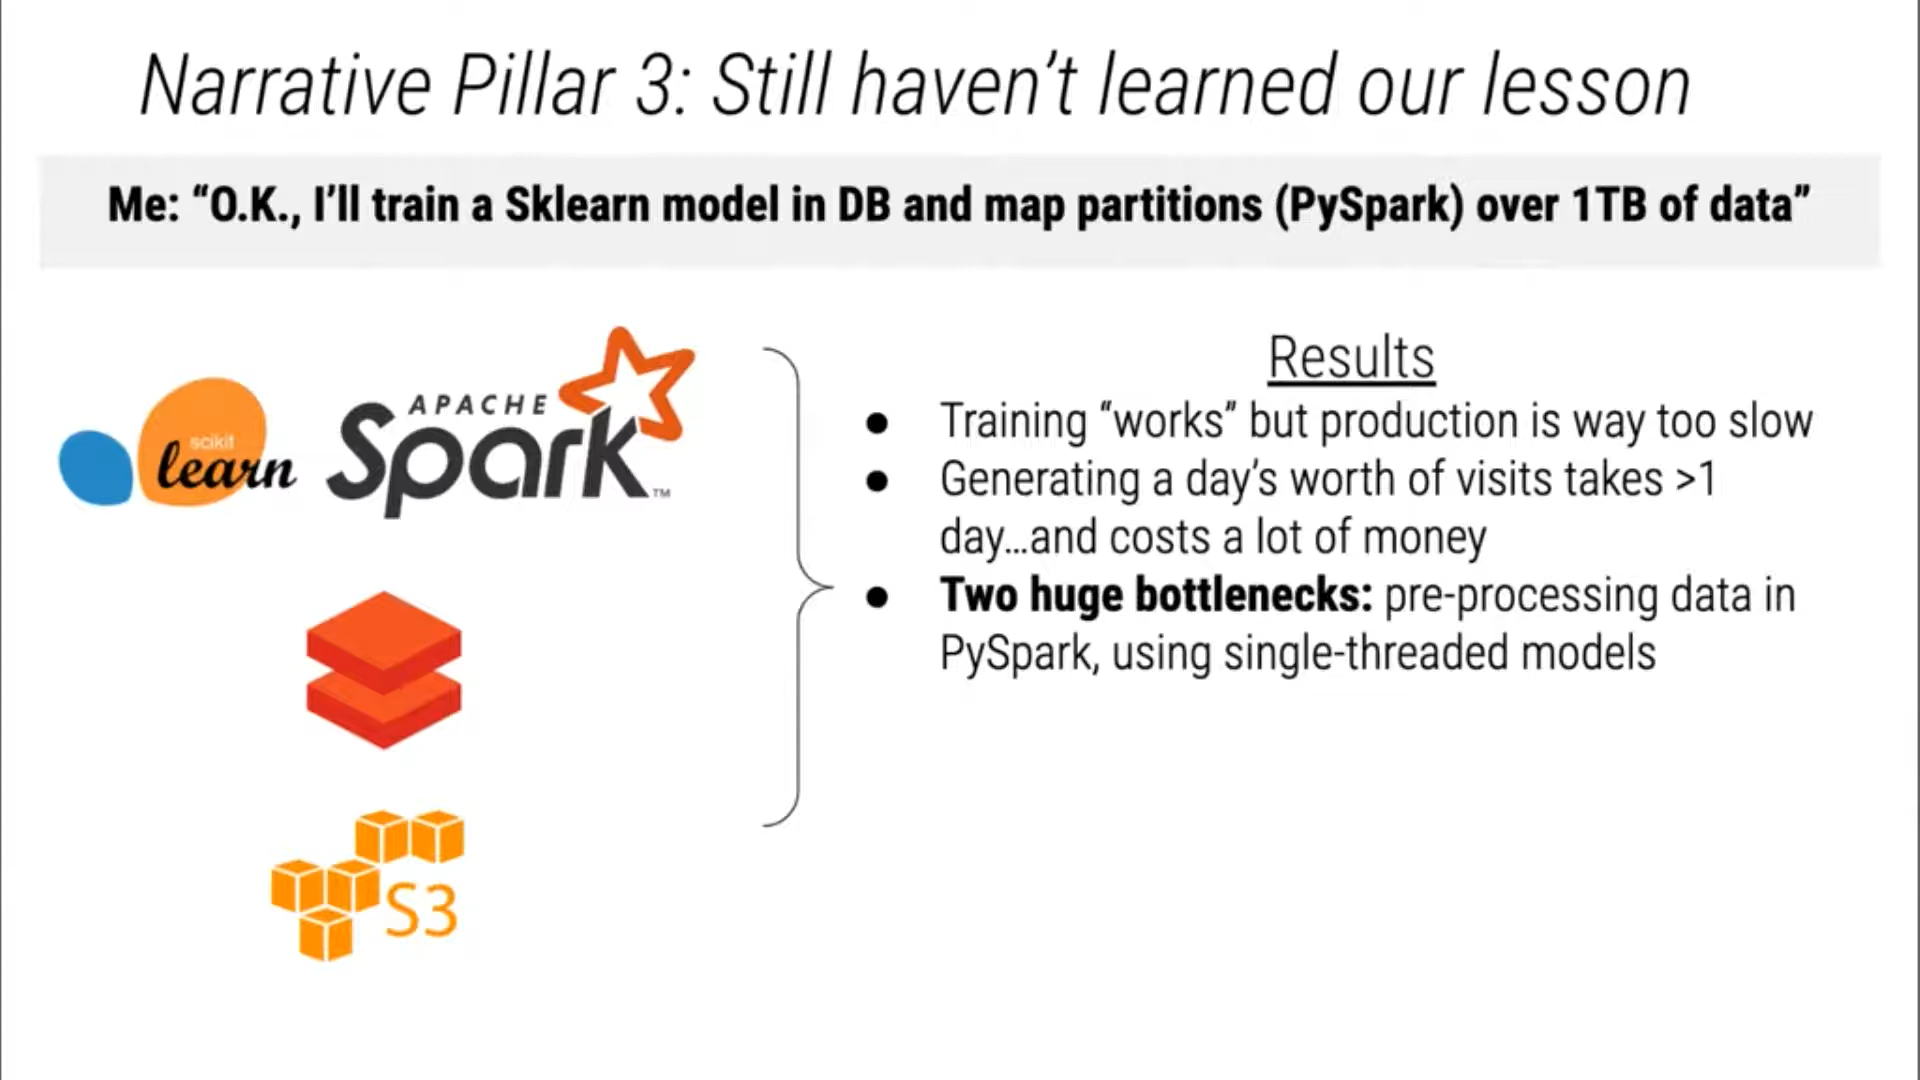 Narrative Pillar 3: Still haven’t learned our lesson
Me: “O.K., I’ll train a Sklearn model in DB and map partitions (PySpark) over 1TB of data”
scikit
learn
APACHE
Spark™
S3
Results
● Training “works” but production is way too slow
● Generating a day’s worth of visits takes >1
day…and costs a lot of money
● Two huge bottlenecks: pre-processing data in
PySpark, using single-threaded models